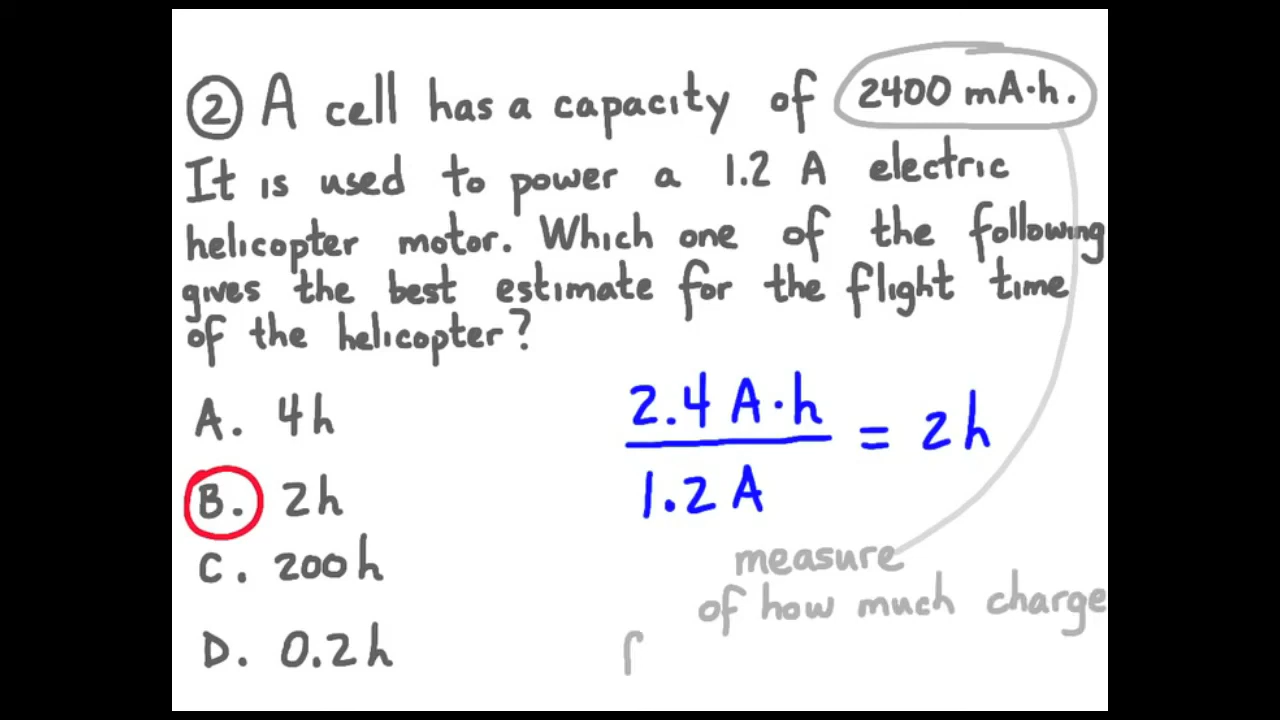 ② A cell has a capacity of 2400 mA·h.
It is used to power a 1.2 A electric
helicopter motor. Which one of the following
gives the best estimate for the flight time
of the helicopter?
A. 4h
B. 2h
C. 200h
D. 0.2h
2.4 A·h
1.2 A
= 2h
measure
of how much charge